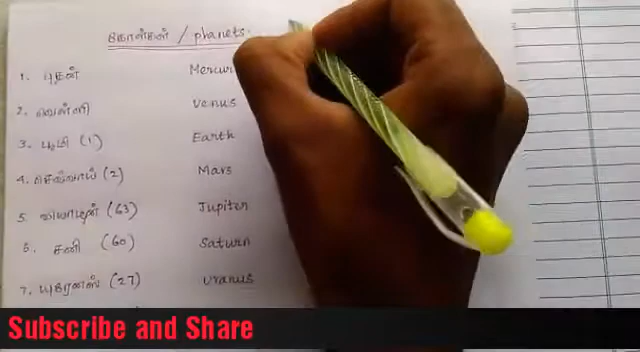 கோள்கள் / planets.
1. புதன் Mercur
2. வெள்ளி Venus
3. பூமி (1) Earth
4. செவ்வாய் (2) Mars
5. வியாழன் (63) Jupiter
6. சனி (60) Saturn
7. யுரேனஸ் (27) Uranus
Subscribe and Share